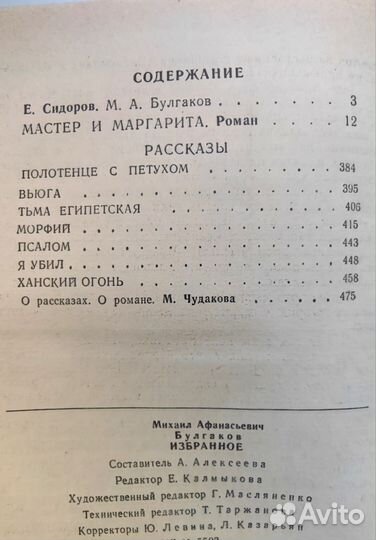 СОДЕРЖАНИЕ
Е. Сидоров. М. А. Булгаков . . . . . . . 3
МАСТЕР И МАРГАРИТА. Роман . . . . 12
РАССКАЗЫ
ПОЛОТЕНЦЕ С ПЕТУХОМ . . . . . . . 384
ВЬЮГА . . . . . . . . . . . . 395
ТЬМА ЕГИПЕТСКАЯ . . . . . . . . 406
МОРФИЙ . . . . . . . . . . . 415
ПСАЛОМ . . . . . . . . . . . 443
Я УБИЛ . . . . . . . . . . . . 448
ХАНСКИЙ ОГОНЬ . . . . . . . . . 458
О рассказах. О романе. М. Чудакова . . . . . 475
Михаил Афанасьевич
Булгаков
ИЗБРАННОЕ
Составитель А. Алексеева
Редактор Е. Калмыкова
Художественный редактор Г. Масляненко
Технический редактор Т. Таржанова
Корректоры Ю. Левина, Л. Казарьян
Avito